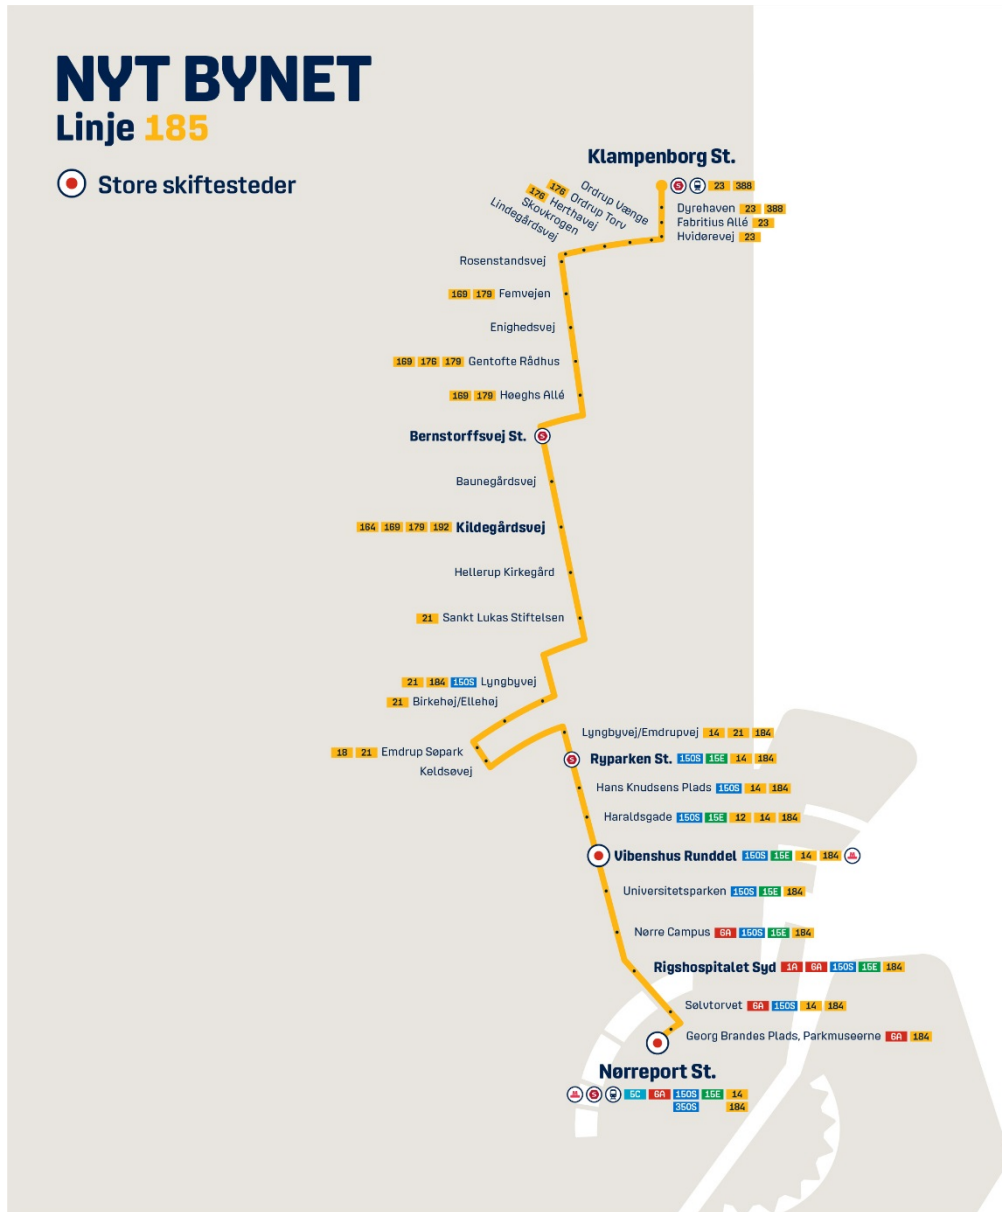 NYT BYNET
Linje 185
Store skiftesteder
Klampenborg St.
S 23 388
Dyrehaven 23 388
Fabritius Allé 23
Hvidørevej 23
Ordrup Vænge
176 Ordrup Torv
176 Herthavej
Skovkrogen
Lindegårdsvej
Rosenstandsvej
169 179 Femvejen
Enighedsvej
169 176 179 Gentofte Rådhus
169 179 Høeghs Allé
Bernstorffsvej St. S
Baunegårdsvej
164 169 179 192 Kildegårdsvej
Hellerup Kirkegård
21 Sankt Lukas Stiftelsen
21 184 150S Lyngbyvej
21 Birkehøj/Ellehøj
18 21 Emdrup Søpark
Keldsøvej
Lyngbyvej/Emdrupvej 14 21 184
S Ryparken St. 150S 15E 14 184
Hans Knudsens Plads 150S 14 184
Haraldsgade 150S 15E 12 14 184
Vibenshus Runddel 150S 15E 14 184 M
Universitetsparken 150S 15E 184
Nørre Campus 6A 150S 15E 184
Rigshospitalet Syd 1A 6A 150S 15E 184
Sølvtorvet 6A 150S 14 184
Georg Brandes Plads, Parkmuseerne 6A 184
Nørreport St.
M S 5C 6A 150S 15E 14
350S 184